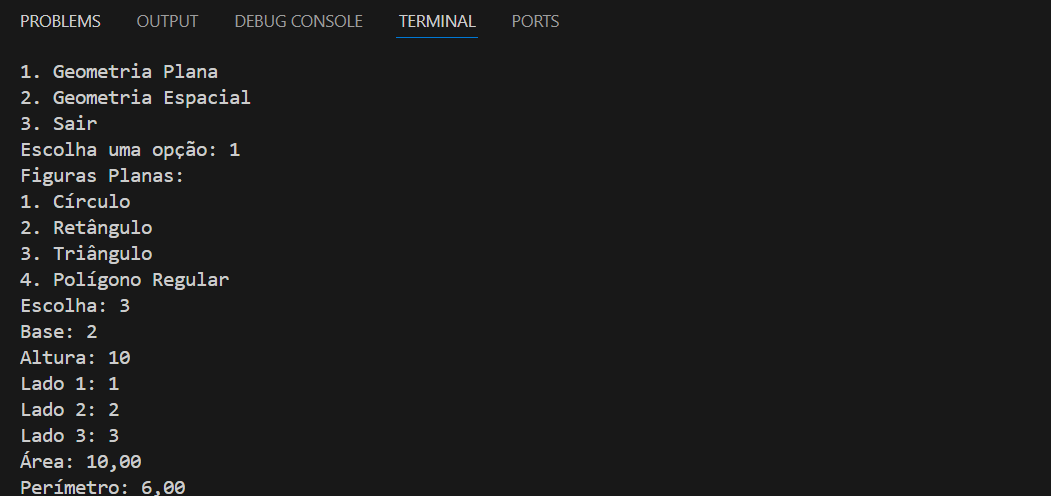 PROBLEMS OUTPUT DEBUG CONSOLE TERMINAL PORTS
1. Geometria Plana
2. Geometria Espacial
3. Sair
Escolha uma opção: 1
Figuras Planas:
1. Círculo
2. Retângulo
3. Triângulo
4. Polígono Regular
Escolha: 3
Base: 2
Altura: 10
Lado 1: 1
Lado 2: 2
Lado 3: 3
Área: 10,00
Perímetro: 6,00